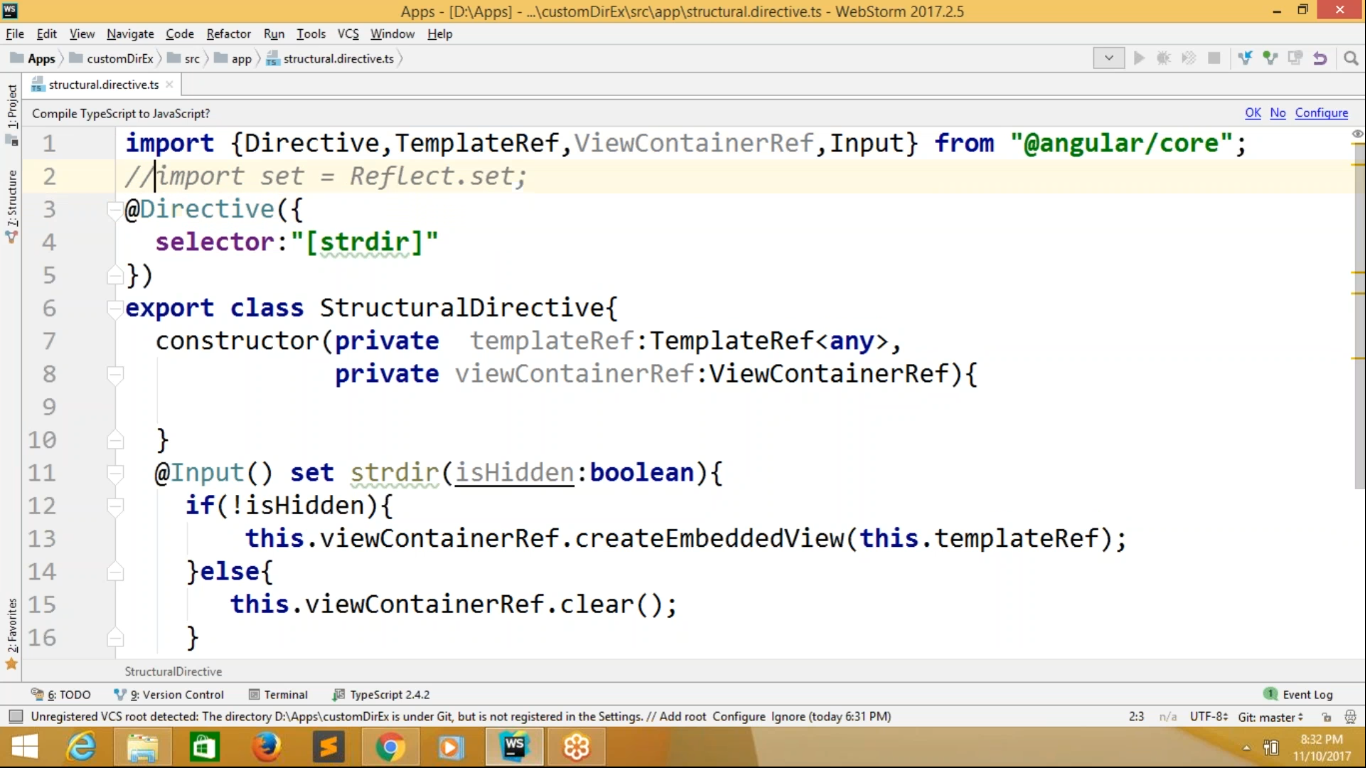 Apps - [D:\Apps] - ...\customDirEx\src\app\structural.directive.ts - WebStorm 2017.2.5
File Edit View Navigate Code Refactor Run Tools VCS Window Help
Apps customDirEx src app structural.directive.ts
structural.directive.ts
1: Project
7: Structure
2: Favorites
Compile TypeScript to JavaScript? OK No Configure
1 import {Directive,TemplateRef,ViewContainerRef,Input} from "@angular/core";
2 //import set = Reflect.set;
3 @Directive({
4 selector:"[strdir]"
5 })
6 export class StructuralDirective{
7 constructor(private templateRef:TemplateRef<any>,
8 private viewContainerRef:ViewContainerRef){
9
10 }
11 @Input() set strdir(isHidden:boolean){
12 if(!isHidden){
13 this.viewContainerRef.createEmbeddedView(this.templateRef);
14 }else{
15 this.viewContainerRef.clear();
16 }
StructuralDirective
6: TODO 9: Version Control Terminal TypeScript 2.4.2 1 Event Log
Unregistered VCS root detected: The directory D:\Apps\customDirEx is under Git, but is not registered in the Settings. // Add root Configure Ignore (today 6:31 PM) 2:3 n/a UTF-8 Git: master
WS
8:32 PM
11/10/2017